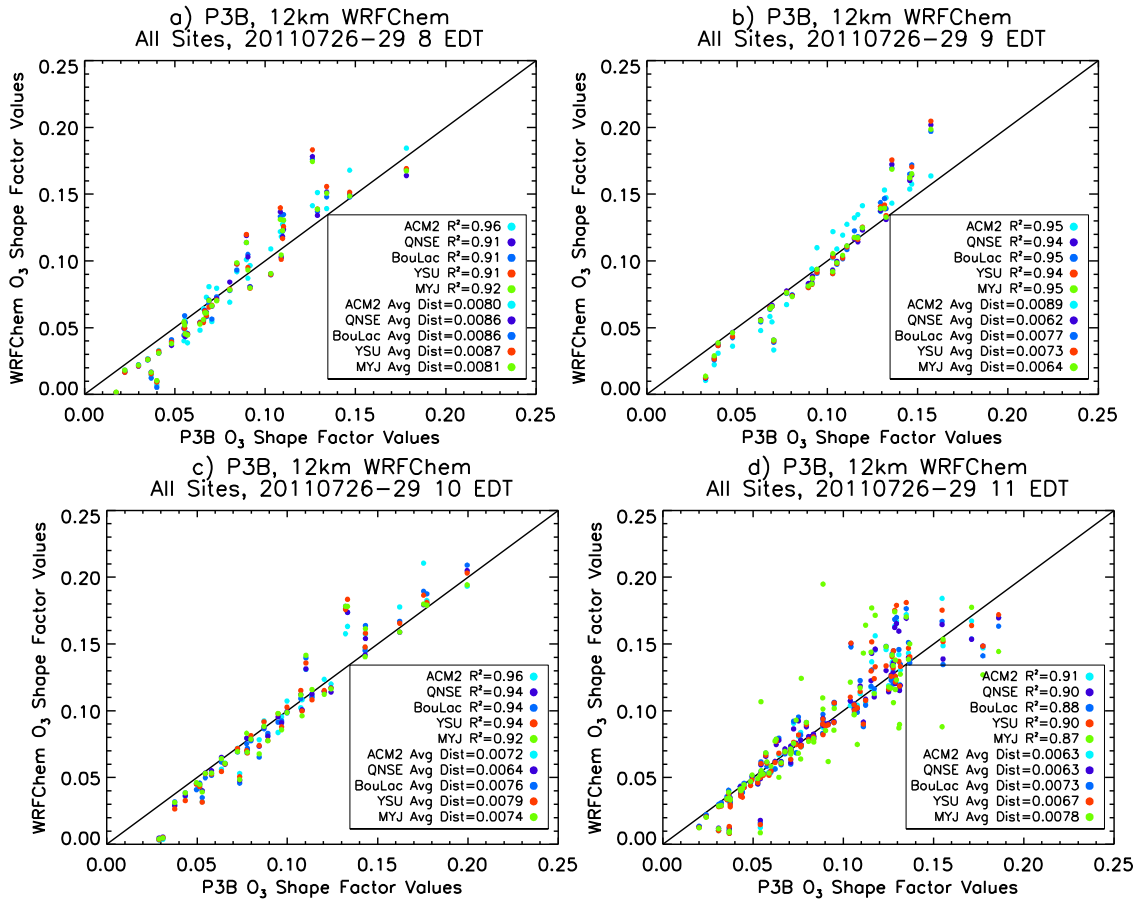 a) P3B, 12km WRFChem
All Sites, 20110726-29 8 EDT
WRFChem O₃ Shape Factor Values
0.25
0.20
0.15
0.10
0.05
0.00
ACM2 R²=0.96
QNSE R²=0.91
BouLac R²=0.91
YSU R²=0.91
MYJ R²=0.92
ACM2 Avg Dist=0.0080
QNSE Avg Dist=0.0086
BouLac Avg Dist=0.0086
YSU Avg Dist=0.0087
MYJ Avg Dist=0.0081
0.00 0.05 0.10 0.15 0.20 0.25
P3B O₃ Shape Factor Values
b) P3B, 12km WRFChem
All Sites, 20110726-29 9 EDT
WRFChem O₃ Shape Factor Values
0.25
0.20
0.15
0.10
0.05
0.00
ACM2 R²=0.95
QNSE R²=0.94
BouLac R²=0.95
YSU R²=0.94
MYJ R²=0.95
ACM2 Avg Dist=0.0089
QNSE Avg Dist=0.0062
BouLac Avg Dist=0.0077
YSU Avg Dist=0.0073
MYJ Avg Dist=0.0064
0.00 0.05 0.10 0.15 0.20 0.25
P3B O₃ Shape Factor Values
c) P3B, 12km WRFChem
All Sites, 20110726-29 10 EDT
WRFChem O₃ Shape Factor Values
0.25
0.20
0.15
0.10
0.05
0.00
ACM2 R²=0.96
QNSE R²=0.94
BouLac R²=0.94
YSU R²=0.94
MYJ R²=0.92
ACM2 Avg Dist=0.0072
QNSE Avg Dist=0.0064
BouLac Avg Dist=0.0076
YSU Avg Dist=0.0079
MYJ Avg Dist=0.0074
0.00 0.05 0.10 0.15 0.20 0.25
P3B O₃ Shape Factor Values
d) P3B, 12km WRFChem
All Sites, 20110726-29 11 EDT
WRFChem O₃ Shape Factor Values
0.25
0.20
0.15
0.10
0.05
0.00
ACM2 R²=0.91
QNSE R²=0.90
BouLac R²=0.88
YSU R²=0.90
MYJ R²=0.87
ACM2 Avg Dist=0.0063
QNSE Avg Dist=0.0063
BouLac Avg Dist=0.0073
YSU Avg Dist=0.0067
MYJ Avg Dist=0.0078
0.00 0.05 0.10 0.15 0.20 0.25
P3B O₃ Shape Factor Values